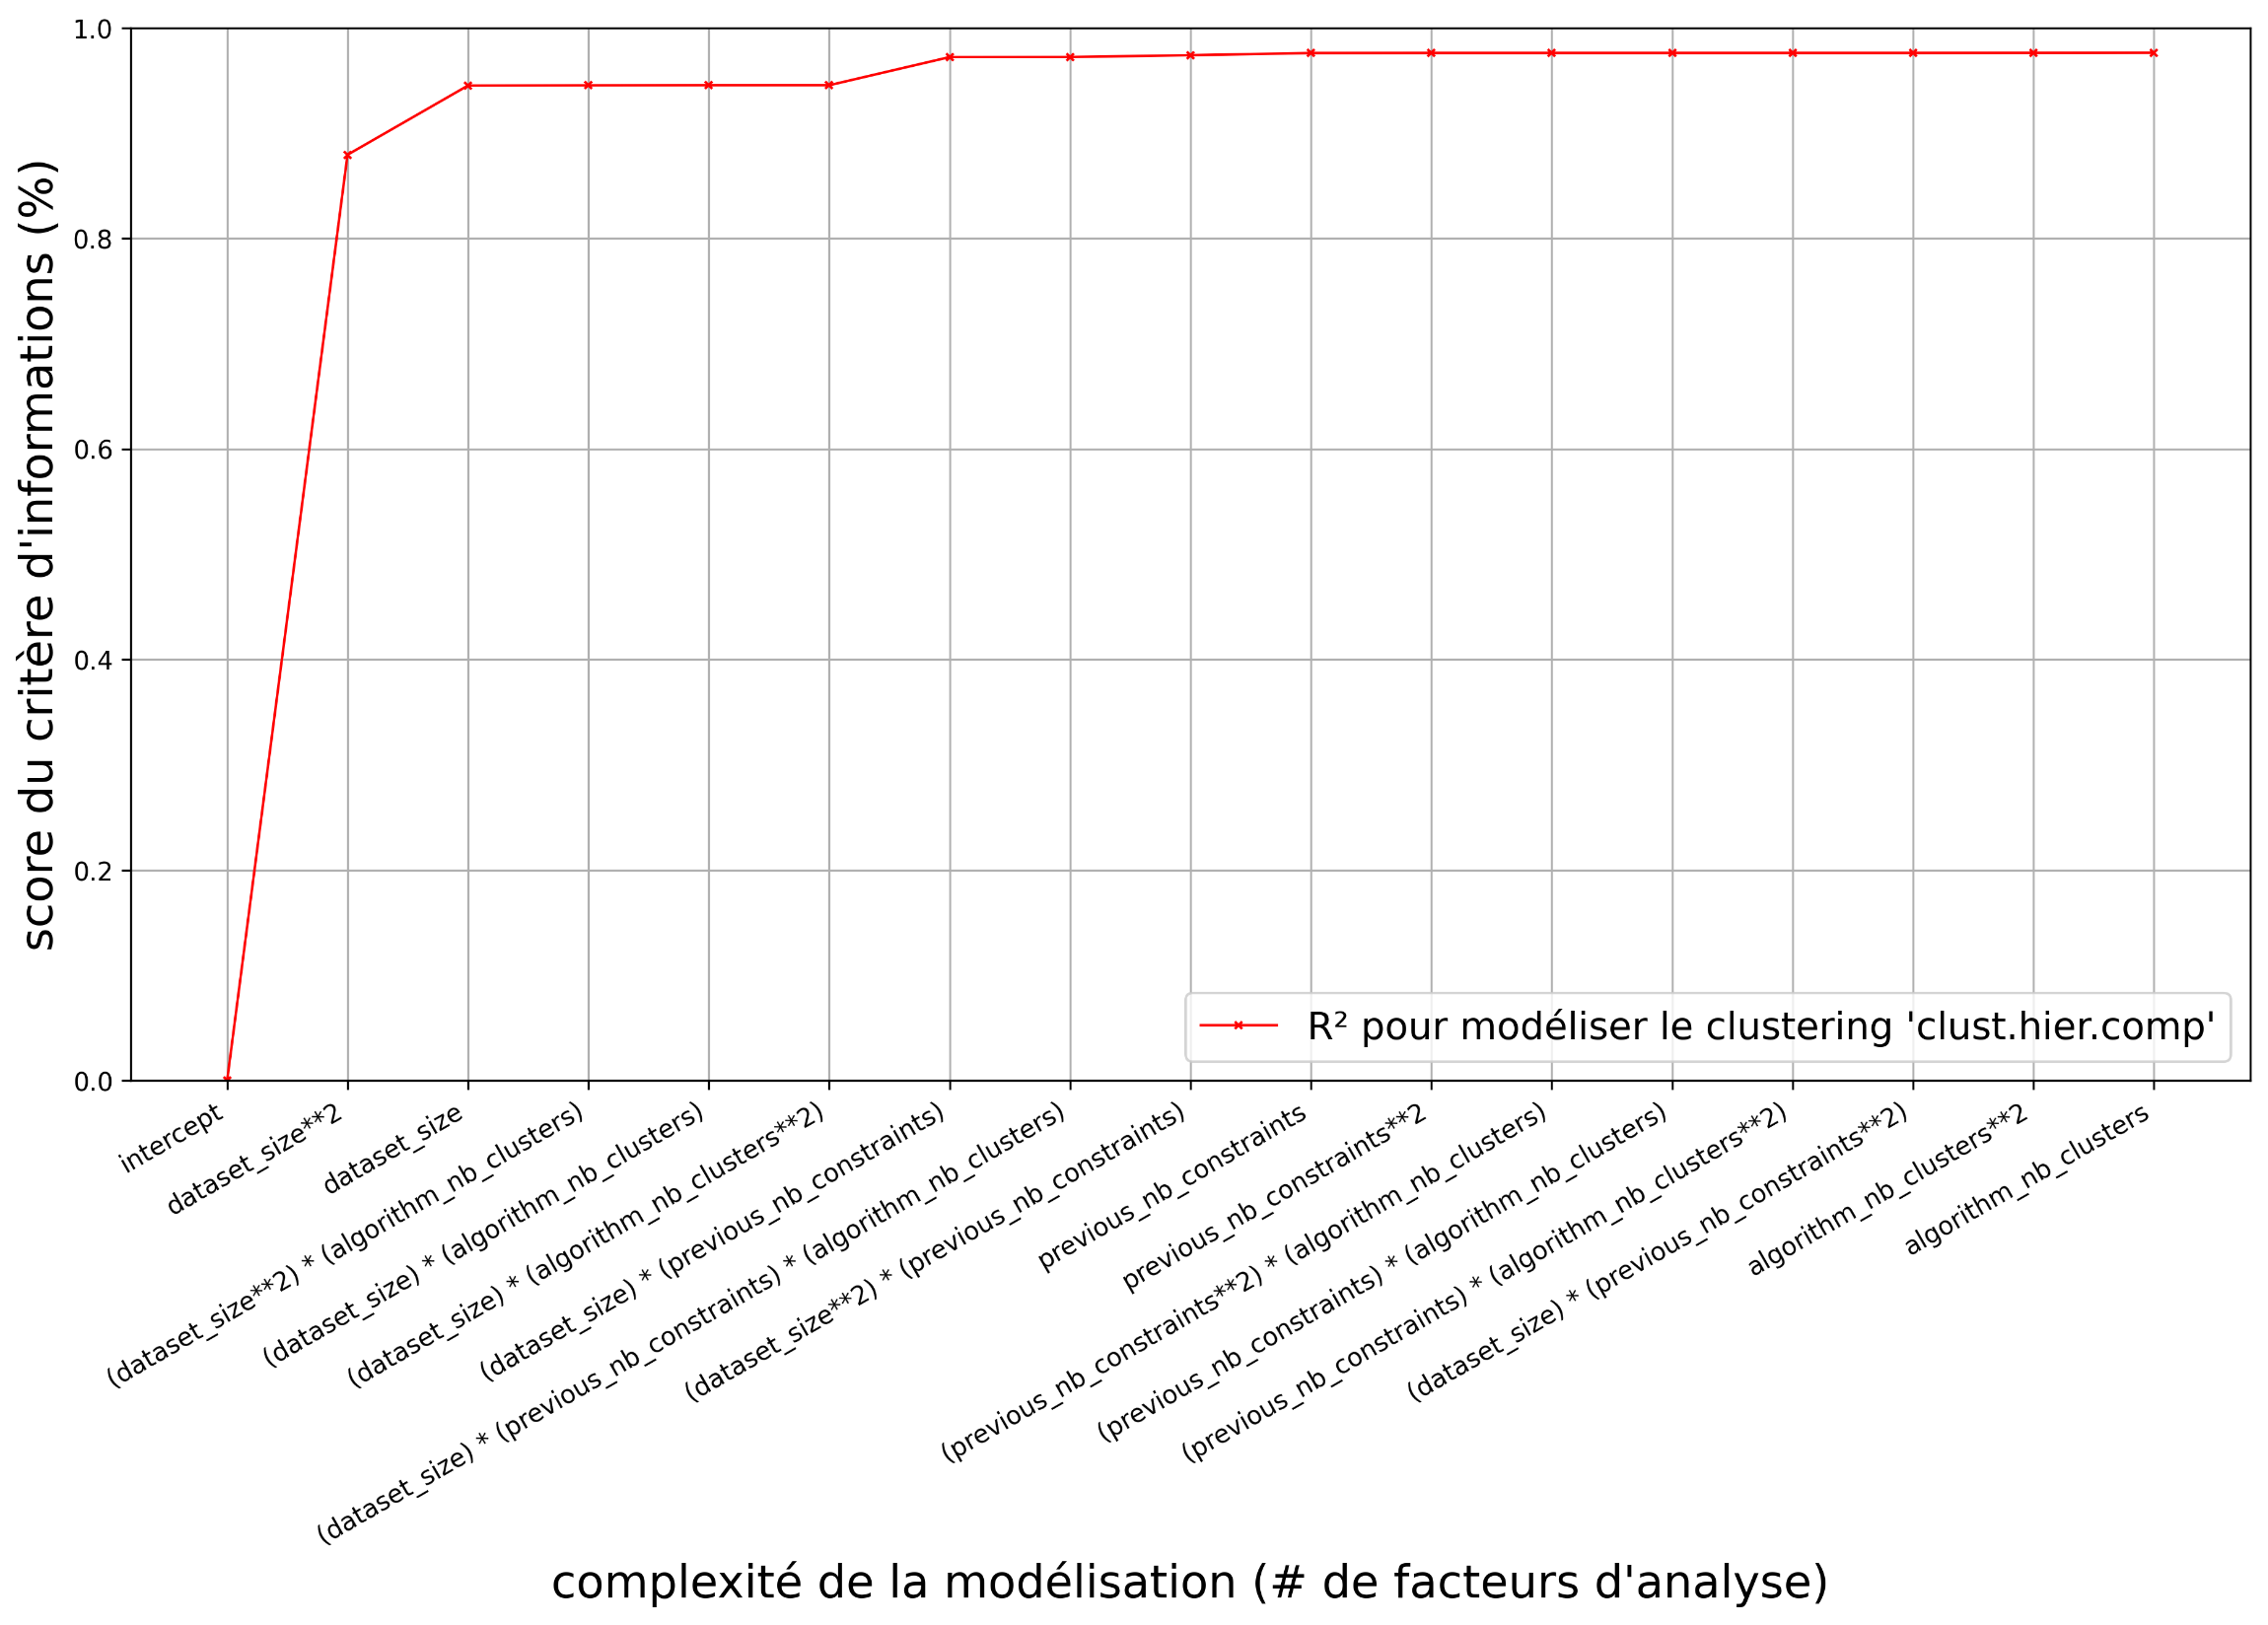 score du critère d'informations (%)
1.0
0.8
0.6
0.4
0.2
0.0
R² pour modéliser le clustering 'clust.hier.comp'
intercept
dataset_size**2
dataset_size
(dataset_size**2) * (algorithm_nb_clusters)
(dataset_size) * (algorithm_nb_clusters)
(dataset_size) * (algorithm_nb_clusters**2)
(dataset_size) * (previous_nb_constraints)
(dataset_size) * (previous_nb_constraints) * (algorithm_nb_clusters)
(dataset_size**2) * (previous_nb_constraints)
previous_nb_constraints
previous_nb_constraints**2
(previous_nb_constraints**2) * (algorithm_nb_clusters)
(previous_nb_constraints) * (algorithm_nb_clusters)
(previous_nb_constraints) * (algorithm_nb_clusters**2)
(dataset_size) * (previous_nb_constraints**2)
algorithm_nb_clusters**2
algorithm_nb_clusters
complexité de la modélisation (# de facteurs d'analyse)